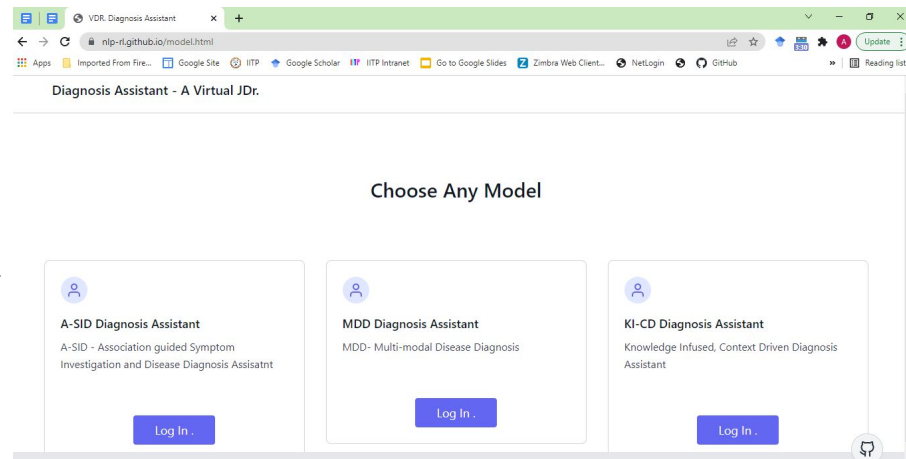 VDR. Diagnosis Assistant
nlp-rl.github.io/model.html
3:30
A
Update
Apps
Imported From Fire...
Google Site
IITP
Google Scholar
IITP Intranet
Go to Google Slides
Zimbra Web Client...
NetLogin
GitHub
»
Reading list
Diagnosis Assistant - A Virtual JDr.
Choose Any Model
A-SID Diagnosis Assistant
A-SID - Association guided Symptom
Investigation and Disease Diagnosis Assisatnt
Log In .
MDD Diagnosis Assistant
MDD- Multi-modal Disease Diagnosis
Log In .
KI-CD Diagnosis Assistant
Knowledge Infused, Context Driven Diagnosis
Assistant
Log In .